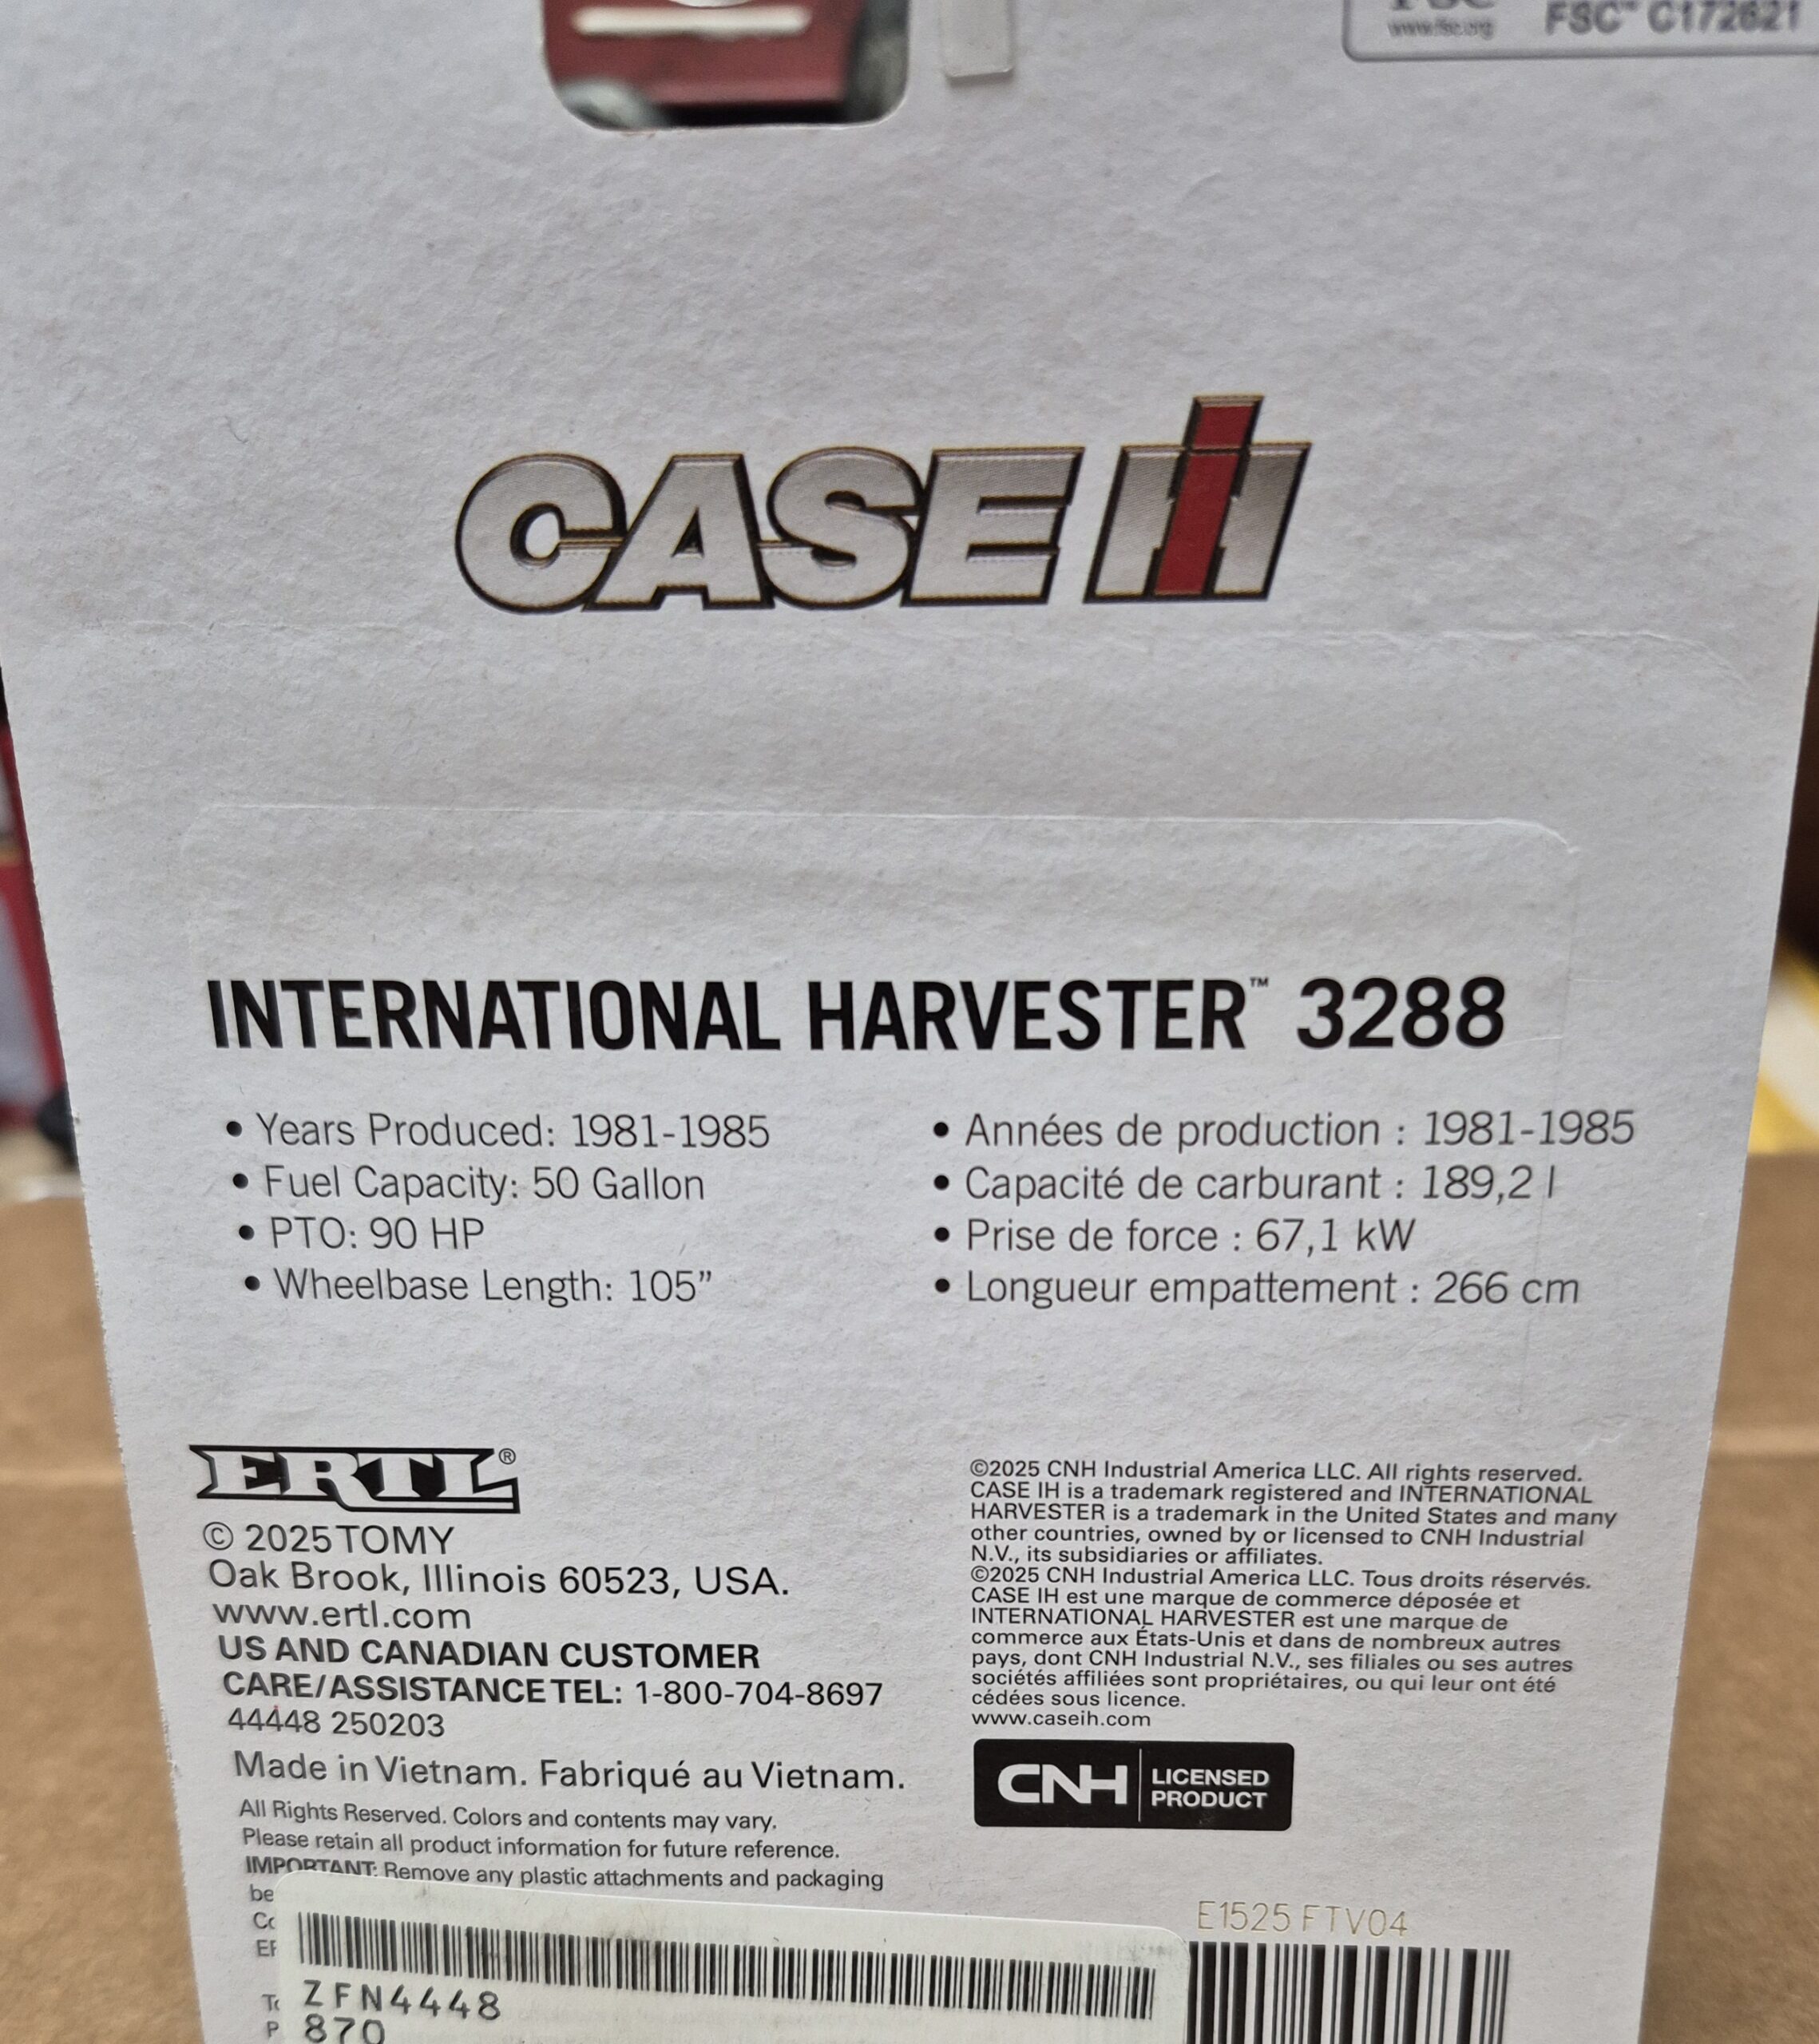 www.fsc.org
FSC™ C172621
CASE IH
INTERNATIONAL HARVESTER™ 3288
• Years Produced: 1981-1985
• Fuel Capacity: 50 Gallon
• PTO: 90 HP
• Wheelbase Length: 105”
• Années de production : 1981-1985
• Capacité de carburant : 189,2 l
• Prise de force : 67,1 kW
• Longueur empattement : 266 cm
ERTL®
© 2025 TOMY
Oak Brook, Illinois 60523, USA.
www.ertl.com
US AND CANADIAN CUSTOMER
CARE/ASSISTANCE TEL: 1-800-704-8697
44448 250203
Made in Vietnam. Fabriqué au Vietnam.
All Rights Reserved. Colors and contents may vary.
Please retain all product information for future reference.
IMPORTANT: Remove any plastic attachments and packaging
©2025 CNH Industrial America LLC. All rights reserved.
CASE IH is a trademark registered and INTERNATIONAL
HARVESTER is a trademark in the United States and many
other countries, owned by or licensed to CNH Industrial
N.V., its subsidiaries or affiliates.
©2025 CNH Industrial America LLC. Tous droits réservés.
CASE IH est une marque de commerce déposée et
INTERNATIONAL HARVESTER est une marque de
commerce aux États-Unis et dans de nombreux autres
pays, dont CNH Industrial N.V., ses filiales ou ses autres
sociétés affiliées sont propriétaires, ou qui leur ont été
cédées sous licence.
www.caseih.com
CNH LICENSED
PRODUCT
E1525 FTV04
ZFN4448
870